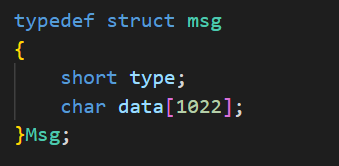 typedef struct msg
{
    short type;
    char data[1022];
}Msg;